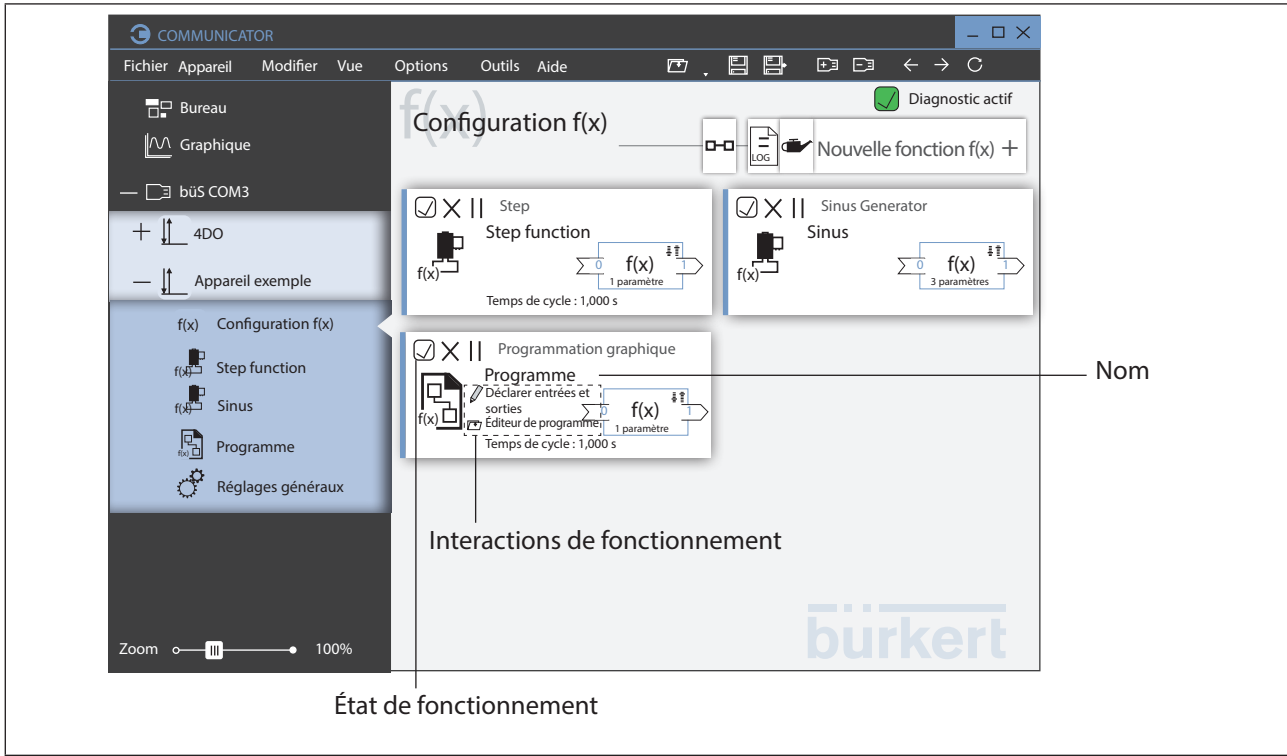 COMMUNICATOR
Fichier Appareil Modifier Vue Options Outils Aide
Bureau
Graphique
büS COM3
4DO
Appareil exemple
f(x) Configuration f(x)
f(x) Step function
f(x) Sinus
f(x) Programme
Réglages généraux
Zoom 100%
f(x)
Configuration f(x)
Diagnostic actif
LOG
Nouvelle fonction f(x) +
Step
Step function
f(x)
0 f(x) 1
1 paramètre
Temps de cycle : 1,000 s
Sinus Generator
Sinus
f(x)
0 f(x) 1
3 paramètres
Programmation graphique
Programme
Déclarer entrées et
sorties
Éditeur de programme
f(x)
0 f(x) 1
1 paramètre
Temps de cycle : 1,000 s
Nom
Interactions de fonctionnement
bürkert
État de fonctionnement